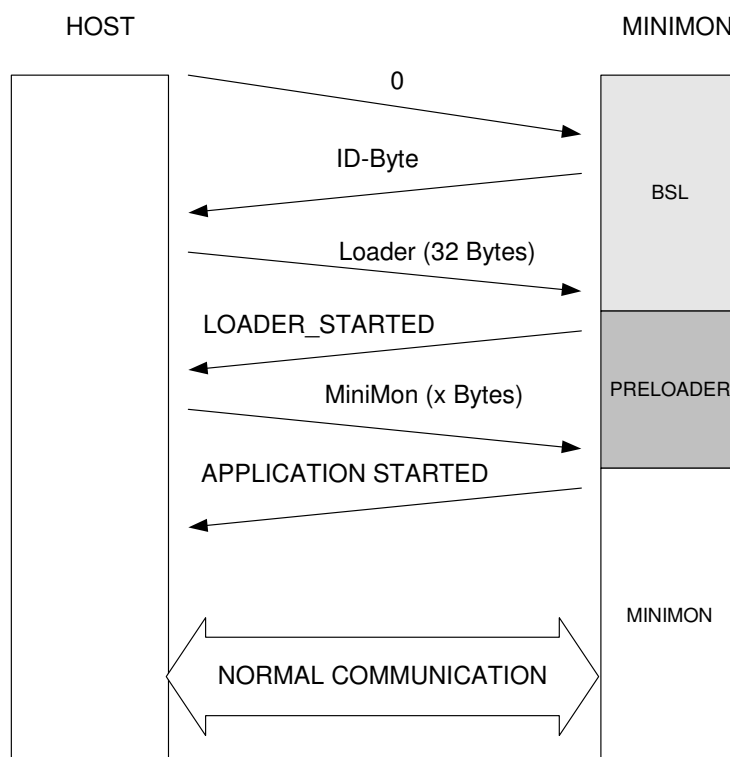 HOST
MINIMON
0
ID-Byte
BSL
Loader (32 Bytes)
LOADER_STARTED
PRELOADER
MiniMon (x Bytes)
APPLICATION STARTED
MINIMON
NORMAL COMMUNICATION